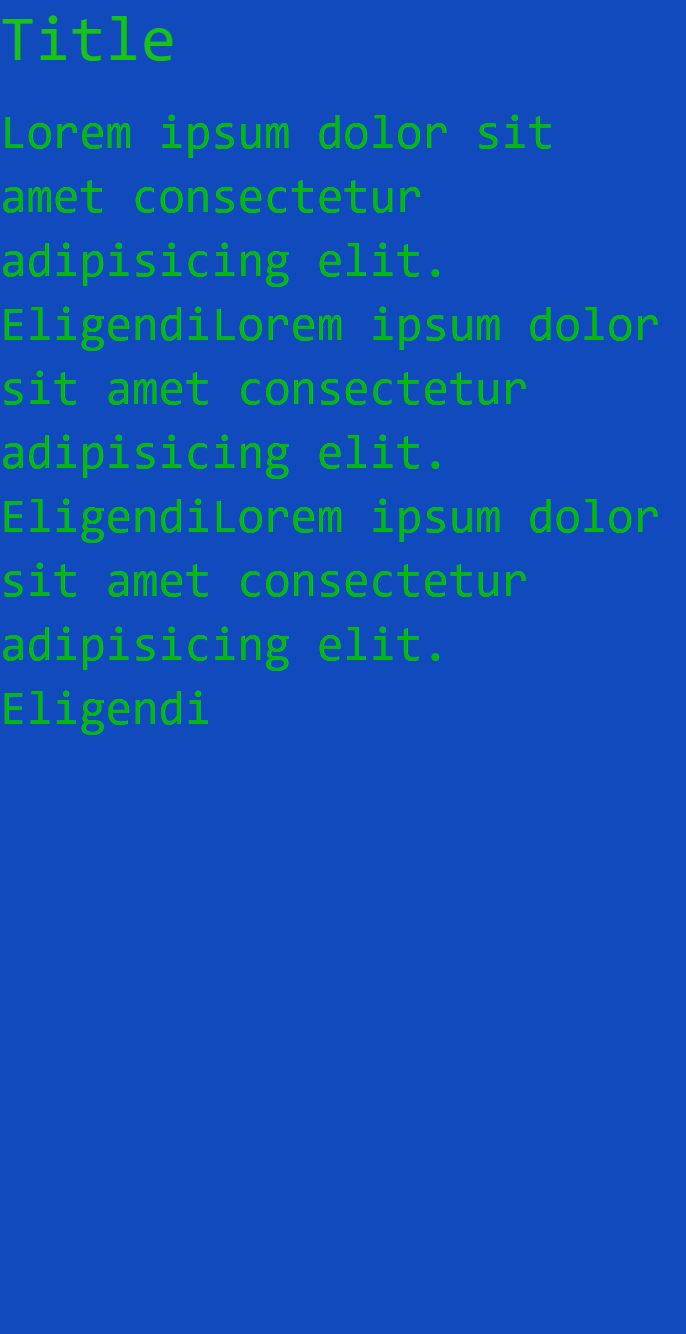 Title
Lorem ipsum dolor sit
amet consectetur
adipisicing elit.
EligendiLorem ipsum dolor
sit amet consectetur
adipisicing elit.
EligendiLorem ipsum dolor
sit amet consectetur
adipisicing elit.
Eligendi